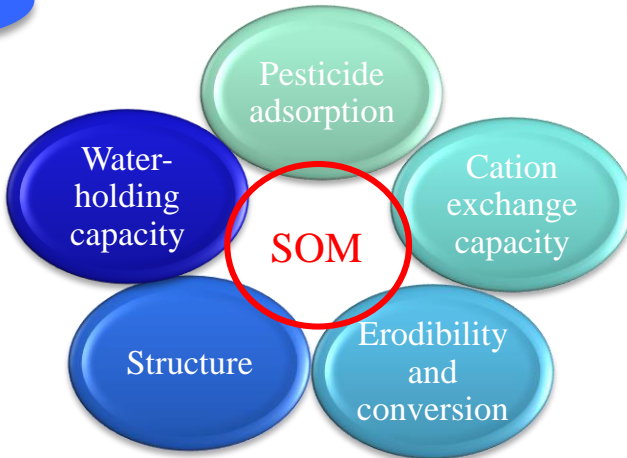 Pesticide
adsorption
Water-
holding
capacity
Cation
exchange
capacity
SOM
Structure
Erodibility
and
conversion